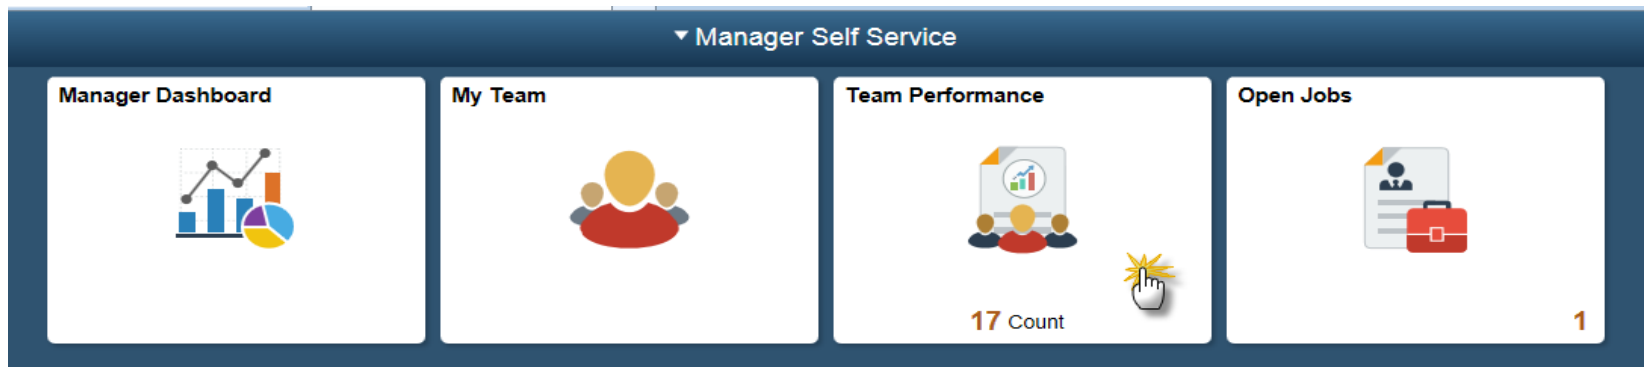 Manager Self Service
Manager Dashboard
My Team
Team Performance
Open Jobs
17 Count
1